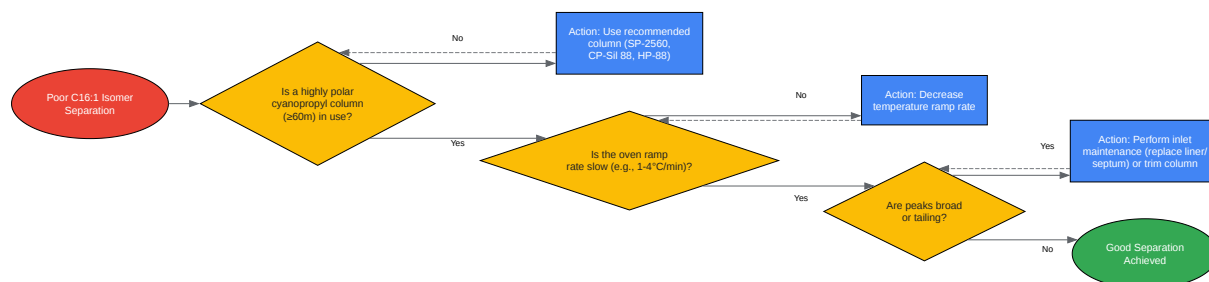 Poor C16:1 Isomer
Separation
Is a highly polar
cyanopropyl column
(≥60m) in use?
No
Action: Use recommended
column (SP-2560,
CP-Sil 88, HP-88)
Yes
Is the oven ramp
rate slow (e.g., 1-4°C/min)?
No
Action: Decrease
temperature ramp rate
Yes
Are peaks broad
or tailing?
Yes
Action: Perform inlet
maintenance (replace liner/
septum) or trim column
No
Good Separation
Achieved